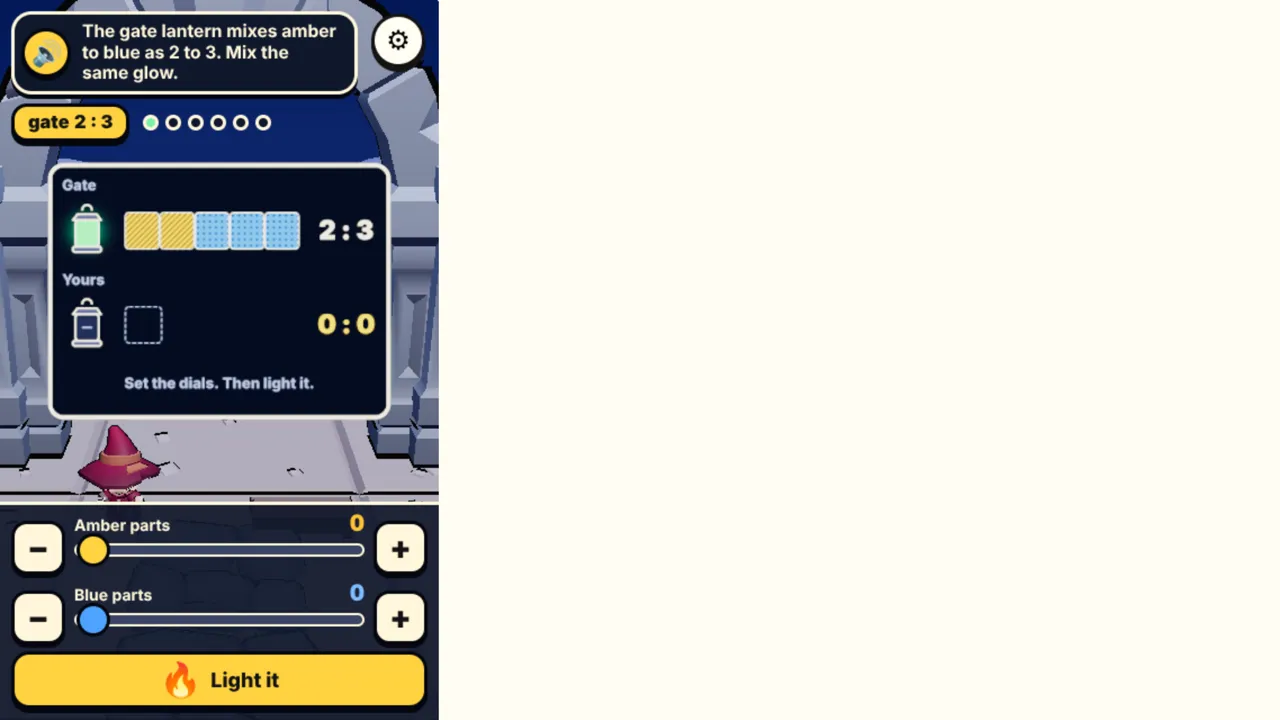 The gate lantern mixes amber
to blue as 2 to 3. Mix the
same glow.
gate 2 : 3
Gate
2 : 3
Yours
0 : 0
Set the dials. Then light it.
Amber parts 0
− +
Blue parts 0
− +
Light it